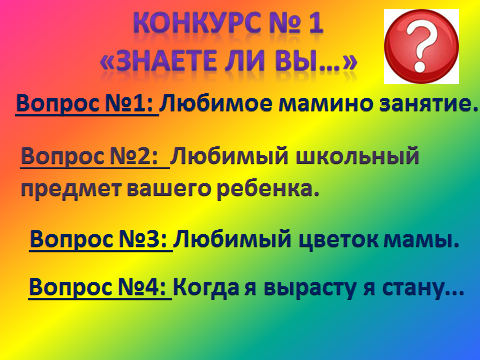 КОНКУРС № 1
«ЗНАЕТЕ ЛИ ВЫ…»
?
Вопрос №1: Любимое мамино занятие.
Вопрос №2:  Любимый школьный
предмет вашего ребенка.
Вопрос №3: Любимый цветок мамы.
Вопрос №4: Когда я вырасту я стану...